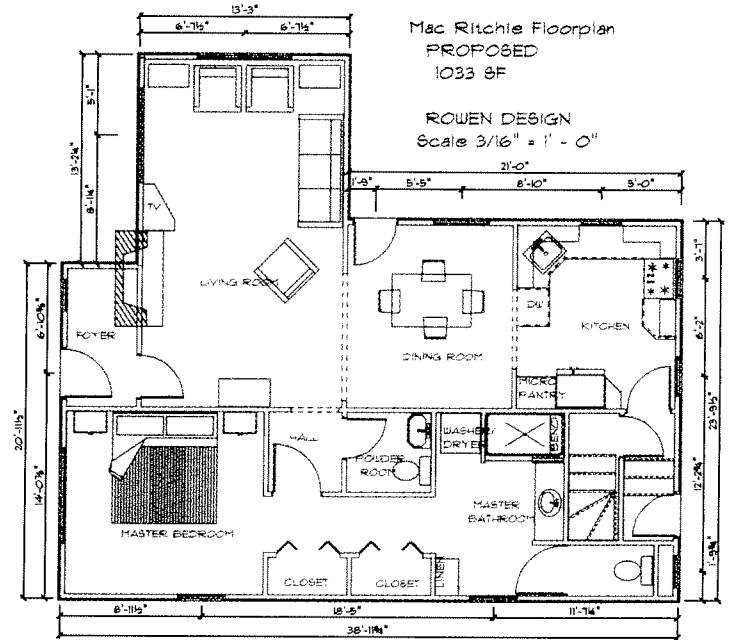 13'-3"
6'-7½" 6'-7½"
Mac Ritchie Floorplan
PROPOSED
1033 SF
ROWEN DESIGN
Scale 3/16" = 1' - 0"
21'-0"
1'-9" 5'-5" 8'-10" 5'-0"
5'-1"
13'-2¼"
8'-1¼"
TV
LIVING ROOM
FOYER
DINING ROOM
DW
KITCHEN
MICRO
PANTRY
3'-7"
6'-2"
23'-9½"
12'-2¾"
1'-9¾"
6'-10⅝"
20'-11½"
14'-0⅞"
HALL
POWDER
ROOM
WASHER/
DRYER
BENCH
MASTER
BATHROOM
MASTER BEDROOM
CLOSET CLOSET
LINEN
8'-11½" 18'-5" 11'-7¼"
38'-11¾"